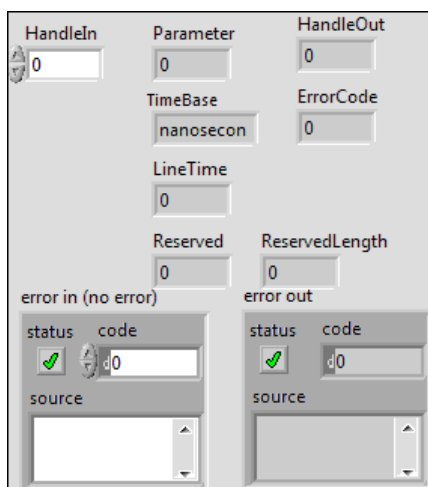 HandleIn Parameter HandleOut
0 0 0
TimeBase ErrorCode
nanosecon 0
LineTime
0
Reserved ReservedLength
0 0
error in (no error) error out
status code status code
d0 d0
source source